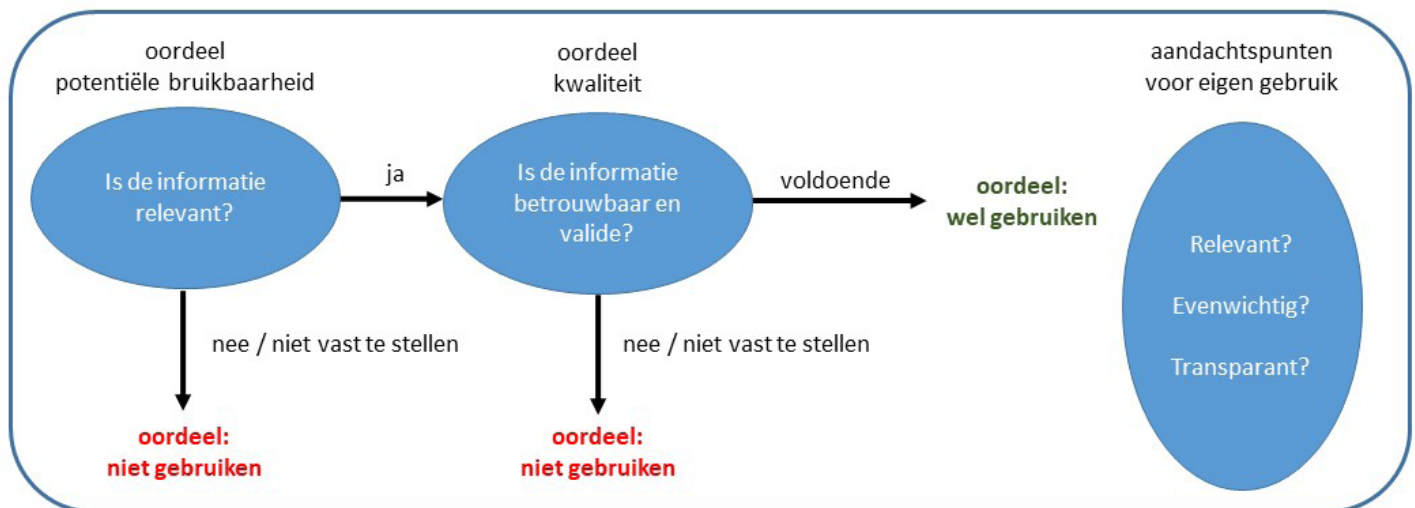 oordeel
potentiële bruikbaarheid
Is de informatie
relevant?
ja
nee / niet vast te stellen
oordeel:
niet gebruiken
oordeel
kwaliteit
Is de informatie
betrouwbaar en
valide?
voldoende
nee / niet vast te stellen
oordeel:
niet gebruiken
oordeel:
wel gebruiken
aandachtspunten
voor eigen gebruik
Relevant?
Evenwichtig?
Transparant?